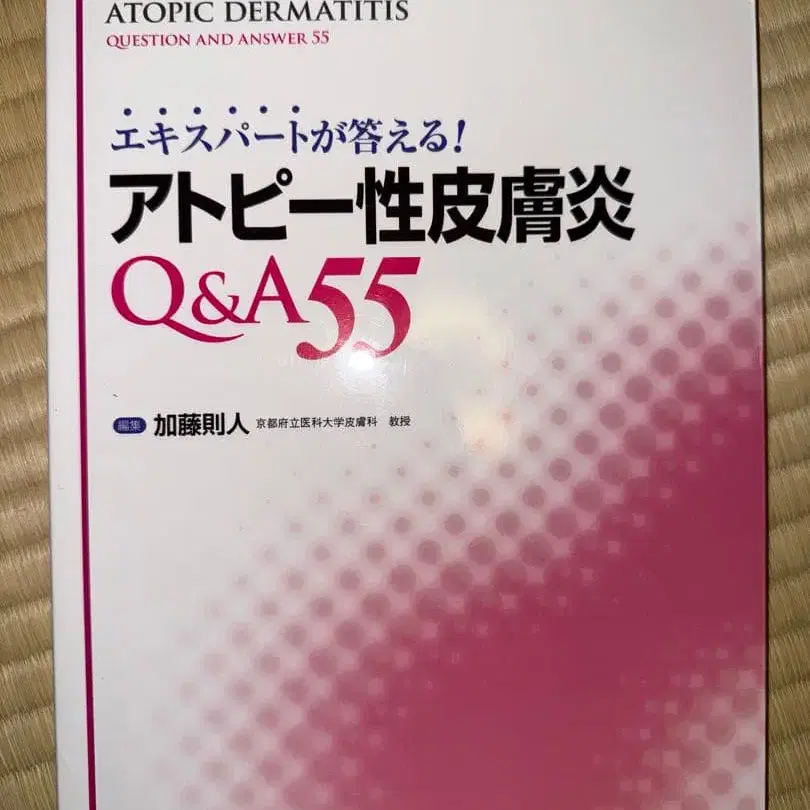 ATOPIC DERMATITIS
QUESTION AND ANSWER 55
エキスパートが答える!
アトピー性皮膚炎
Q&A55
編集 加藤則人 京都府立医科大学皮膚科 教授